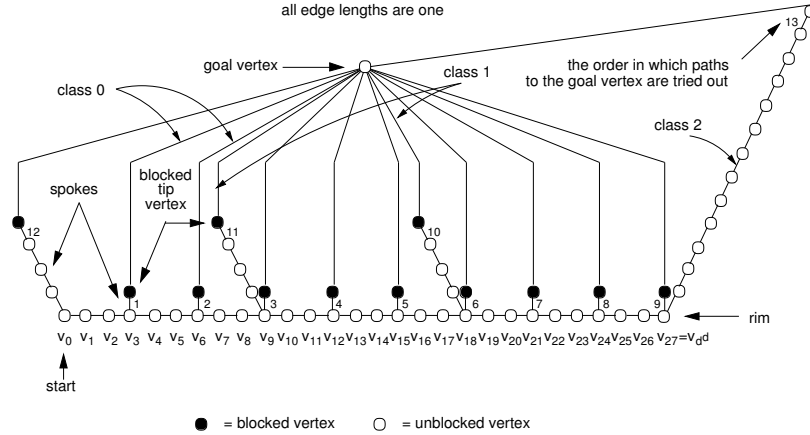 all edge lengths are one
13
goal vertex
the order in which paths
to the goal vertex are tried out
class 0
class 1
class 2
spokes
blocked
tip
vertex
12
11
10
1
2
3
4
5
6
7
8
9
rim
v0 v1 v2 v3 v4 v5 v6 v7 v8 v9 v10 v11 v12 v13 v14 v15 v16 v17 v18 v19 v20 v21 v22 v23 v24 v25 v26 v27=vdd
start
= blocked vertex
= unblocked vertex